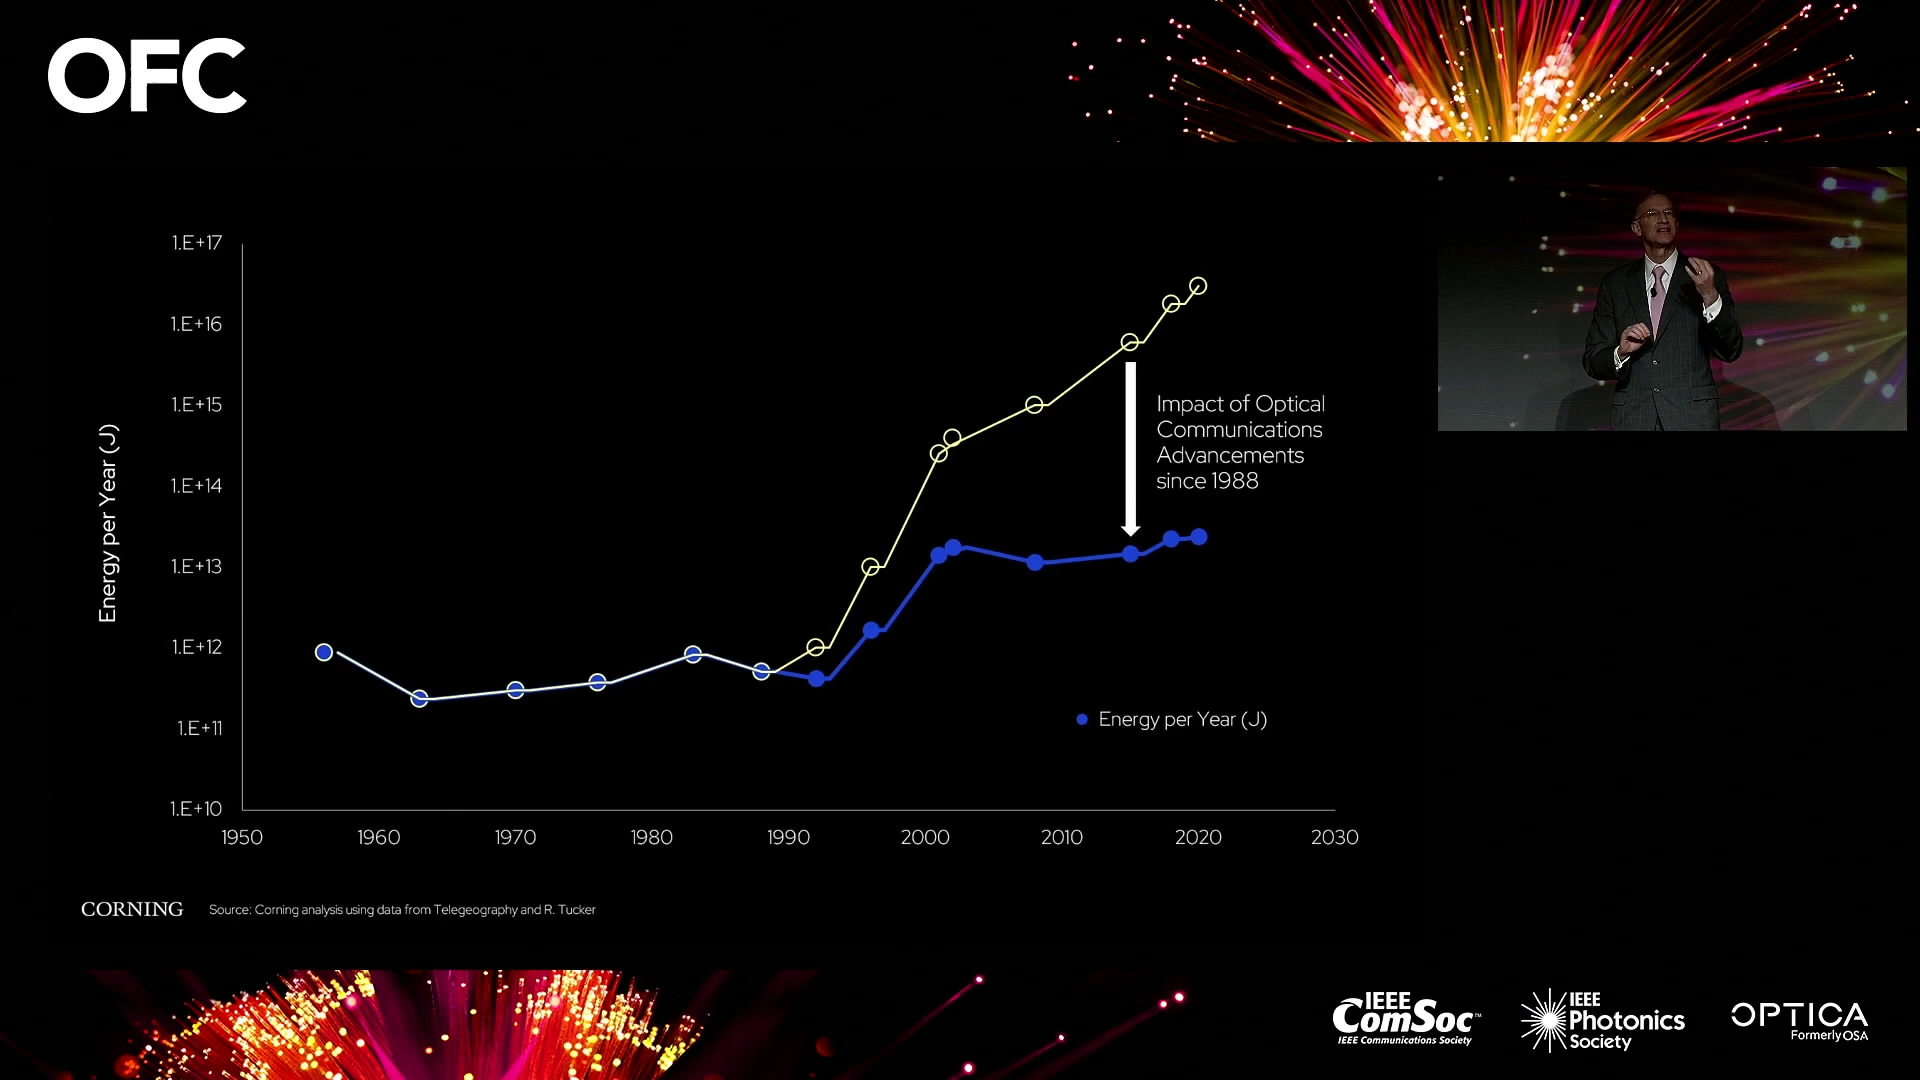 OFC
1.E+17
1.E+16
1.E+15
1.E+14
1.E+13
1.E+12
1.E+11
1.E+10
Energy per Year (J)
Impact of Optical
Communications
Advancements
since 1988
Energy per Year (J)
1950 1960 1970 1980 1990 2000 2010 2020 2030
CORNING
Source: Corning analysis using data from Telegeography and R. Tucker
IEEE
ComSoc™
IEEE Communications Society
IEEE
Photonics
Society
OPTICA
Formerly OSA